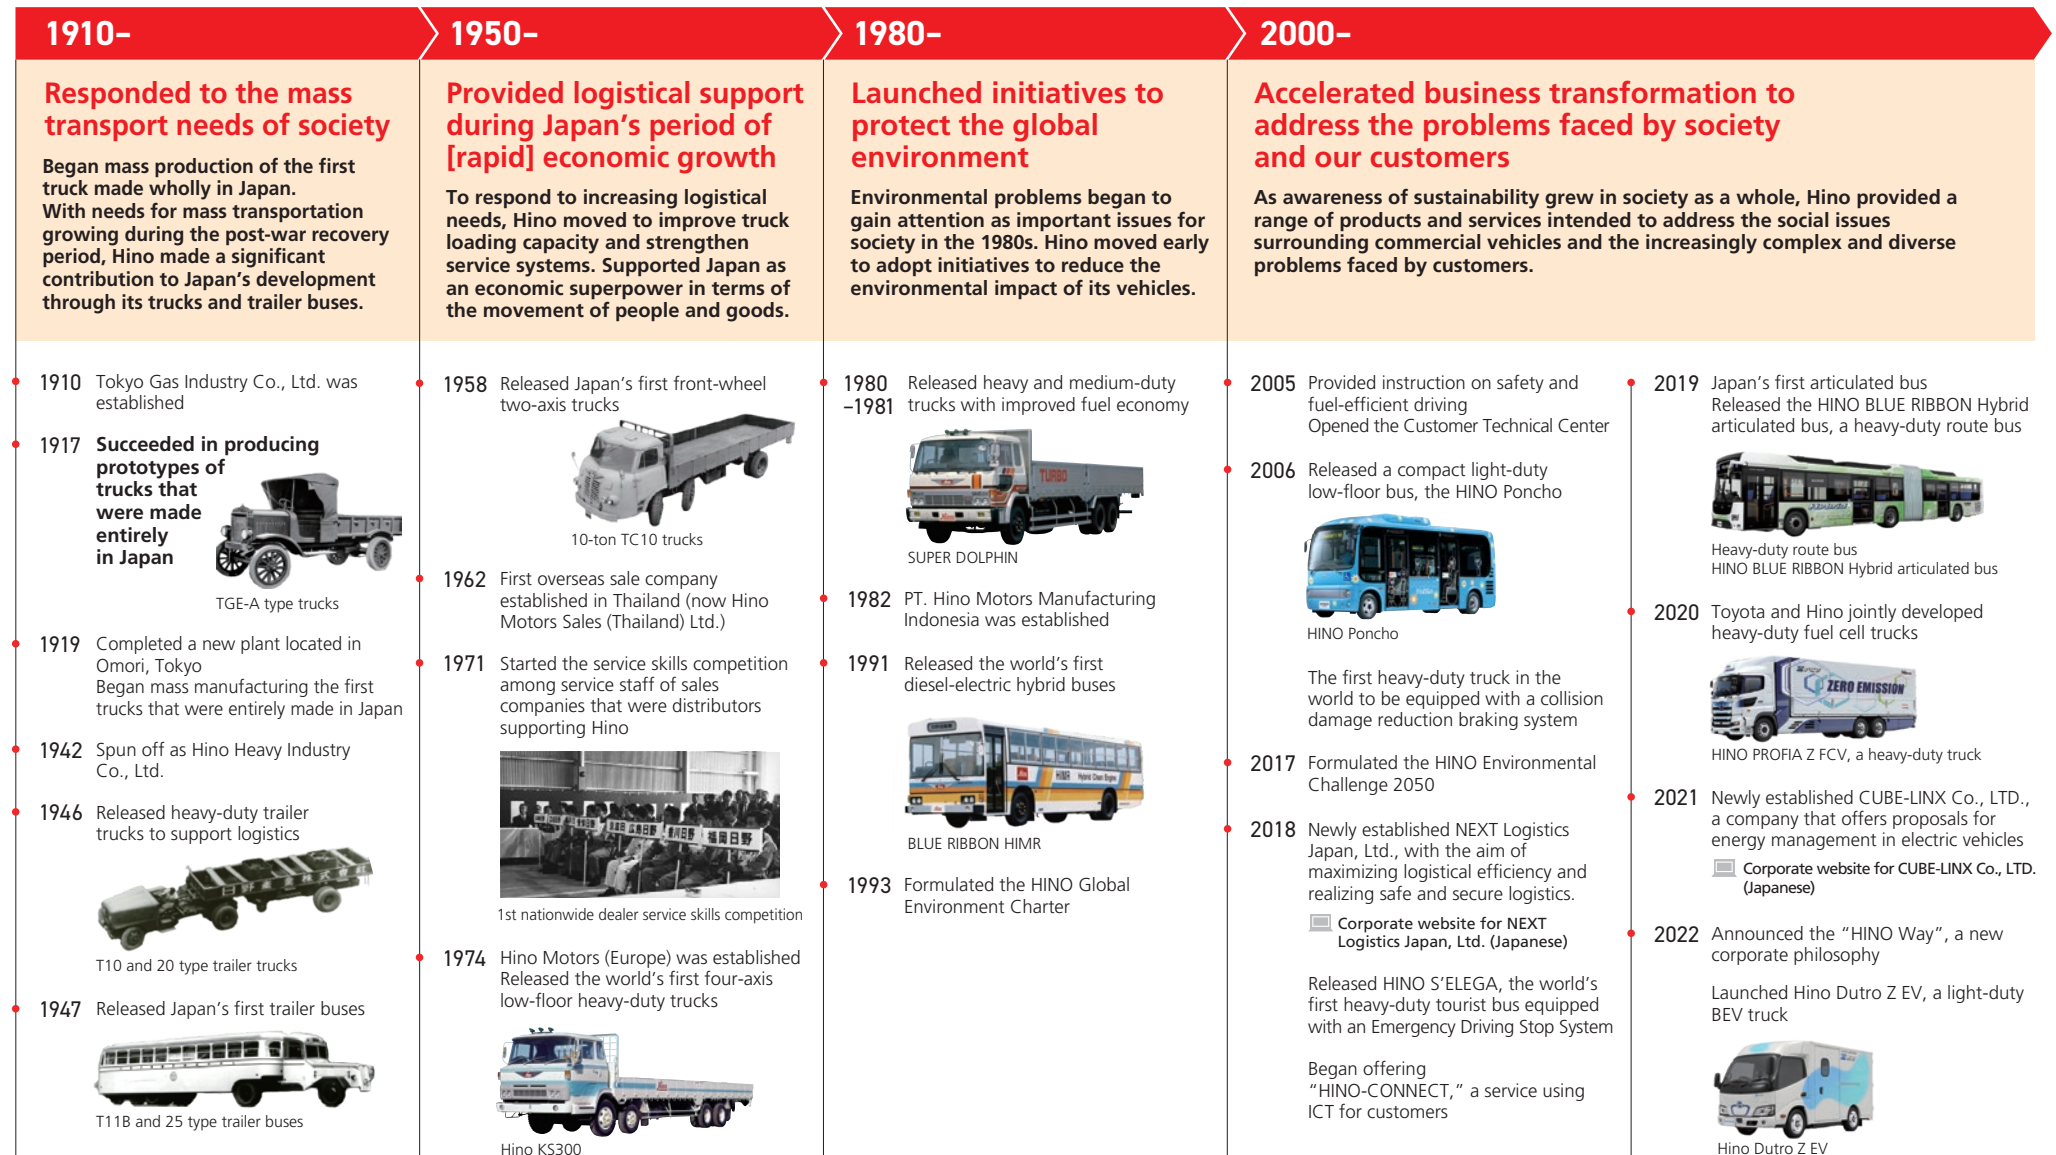 1910–
1950–
1980–
2000–
Responded to the mass
transport needs of society
Began mass production of the first
truck made wholly in Japan.
With needs for mass transportation
growing during the post-war recovery
period, Hino made a significant
contribution to Japan's development
through its trucks and trailer buses.
Provided logistical support
during Japan's period of
[rapid] economic growth
To respond to increasing logistical
needs, Hino moved to improve truck
loading capacity and strengthen
service systems. Supported Japan as
an economic superpower in terms of
the movement of people and goods.
Launched initiatives to
protect the global
environment
Environmental problems began to
gain attention as important issues for
society in the 1980s. Hino moved early
to adopt initiatives to reduce the
environmental impact of its vehicles.
Accelerated business transformation to
address the problems faced by society
and our customers
As awareness of sustainability grew in society as a whole, Hino provided a
range of products and services intended to address the social issues
surrounding commercial vehicles and the increasingly complex and diverse
problems faced by customers.
1910 Tokyo Gas Industry Co., Ltd. was
established
1917 Succeeded in producing
prototypes of
trucks that
were made
entirely
in Japan
TGE-A type trucks
1919 Completed a new plant located in
Omori, Tokyo
Began mass manufacturing the first
trucks that were entirely made in Japan
1942 Spun off as Hino Heavy Industry
Co., Ltd.
1946 Released heavy-duty trailer
trucks to support logistics
日野産業株式會社
T10 and 20 type trailer trucks
1947 Released Japan's first trailer buses
T11B and 25 type trailer buses
1958 Released Japan's first front-wheel
two-axis trucks
10-ton TC10 trucks
1962 First overseas sale company
established in Thailand (now Hino
Motors Sales (Thailand) Ltd.)
1971 Started the service skills competition
among service staff of sales
companies that were distributors
supporting Hino
広島日野
香川日野
福岡日野
1st nationwide dealer service skills competition
1974 Hino Motors (Europe) was established
Released the world's first four-axis
low-floor heavy-duty trucks
Hino KS300
1980
–1981
Released heavy and medium-duty
trucks with improved fuel economy
TURBO
SUPER DOLPHIN
1982 PT. Hino Motors Manufacturing
Indonesia was established
1991 Released the world's first
diesel-electric hybrid buses
HIMR Hybrid Clean Engine
BLUE RIBBON HIMR
1993 Formulated the HINO Global
Environment Charter
2005 Provided instruction on safety and
fuel-efficient driving
Opened the Customer Technical Center
2006 Released a compact light-duty
low-floor bus, the HINO Poncho
HINO Poncho
The first heavy-duty truck in the
world to be equipped with a collision
damage reduction braking system
2017 Formulated the HINO Environmental
Challenge 2050
2018 Newly established NEXT Logistics
Japan, Ltd., with the aim of
maximizing logistical efficiency and
realizing safe and secure logistics.
Corporate website for NEXT
Logistics Japan, Ltd. (Japanese)
Released HINO S'ELEGA, the world's
first heavy-duty tourist bus equipped
with an Emergency Driving Stop System
Began offering
"HINO-CONNECT," a service using
ICT for customers
2019 Japan's first articulated bus
Released the HINO BLUE RIBBON Hybrid
articulated bus, a heavy-duty route bus
Heavy-duty route bus
HINO BLUE RIBBON Hybrid articulated bus
2020 Toyota and Hino jointly developed
heavy-duty fuel cell trucks
ZERO EMISSION
HINO PROFIA Z FCV, a heavy-duty truck
2021 Newly established CUBE-LINX Co., LTD.,
a company that offers proposals for
energy management in electric vehicles
Corporate website for CUBE-LINX Co., LTD.
(Japanese)
2022 Announced the "HINO Way", a new
corporate philosophy
Launched Hino Dutro Z EV, a light-duty
BEV truck
Hino Dutro Z EV